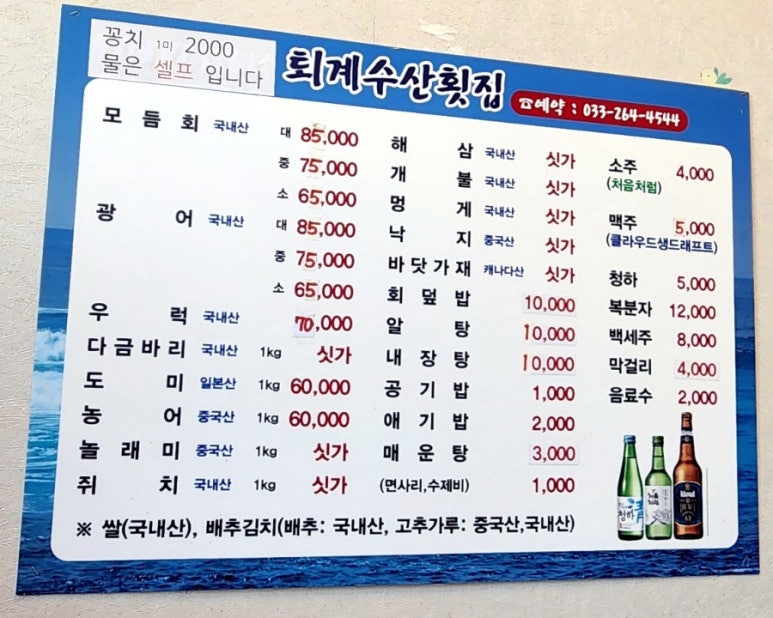 꽁치 1미 2000
물은 셀프 입니다
퇴계수산횟집
☎예약 : 033-264-4544
모듬회 국내산 대 85,000
중 75,000
소 65,000
광어 국내산 대 85,000
중 75,000
소 65,000
우럭 국내산 70,000
다금바리 국내산 1kg 싯가
도미 일본산 1kg 60,000
농어 중국산 1kg 60,000
놀래미 중국산 1kg 싯가
쥐치 국내산 1kg 싯가
해삼 국내산 싯가
개불 국내산 싯가
멍게 국내산 싯가
낙지 중국산 싯가
바닷가재 캐나다산 싯가
회덮밥 10,000
알탕 10,000
내장탕 10,000
공기밥 1,000
애기밥 2,000
매운탕 3,000
(면사리,수제비) 1,000
소주 4,000
(처음처럼)
맥주 5,000
(클라우드생드래프트)
청하 5,000
복분자 12,000
백세주 8,000
막걸리 4,000
음료수 2,000
※ 쌀(국내산), 배추김치(배추: 국내산, 고추가루: 중국산,국내산)
청하
淸
처음처럼
Kloud